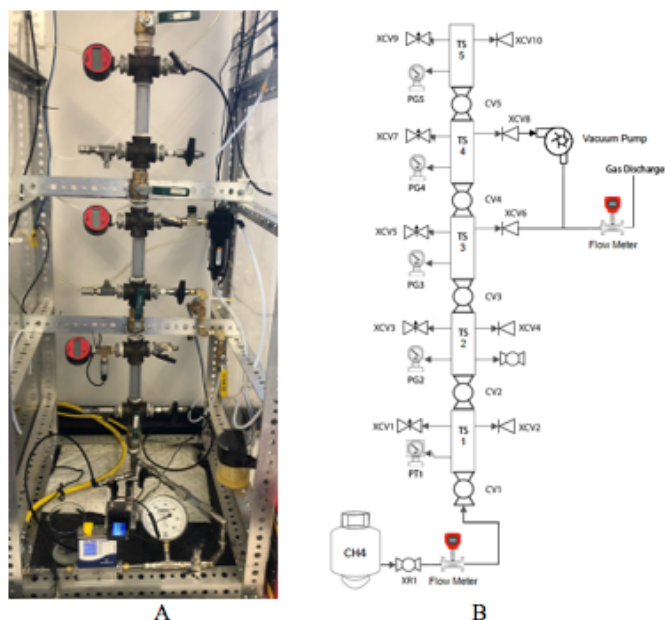 XCV9
TS
5
XCV10
PG5
CV5
XCV8
XCV7
TS
4
Vacuum Pump
Gas Discharge
PG4
CV4
XCV6
XCV5
TS
3
Flow Meter
PG3
CV3
XCV3
TS
2
XCV4
PG2
CV2
XCV1
TS
1
XCV2
PT1
CV1
CH4
XR1
Flow Meter
A
B